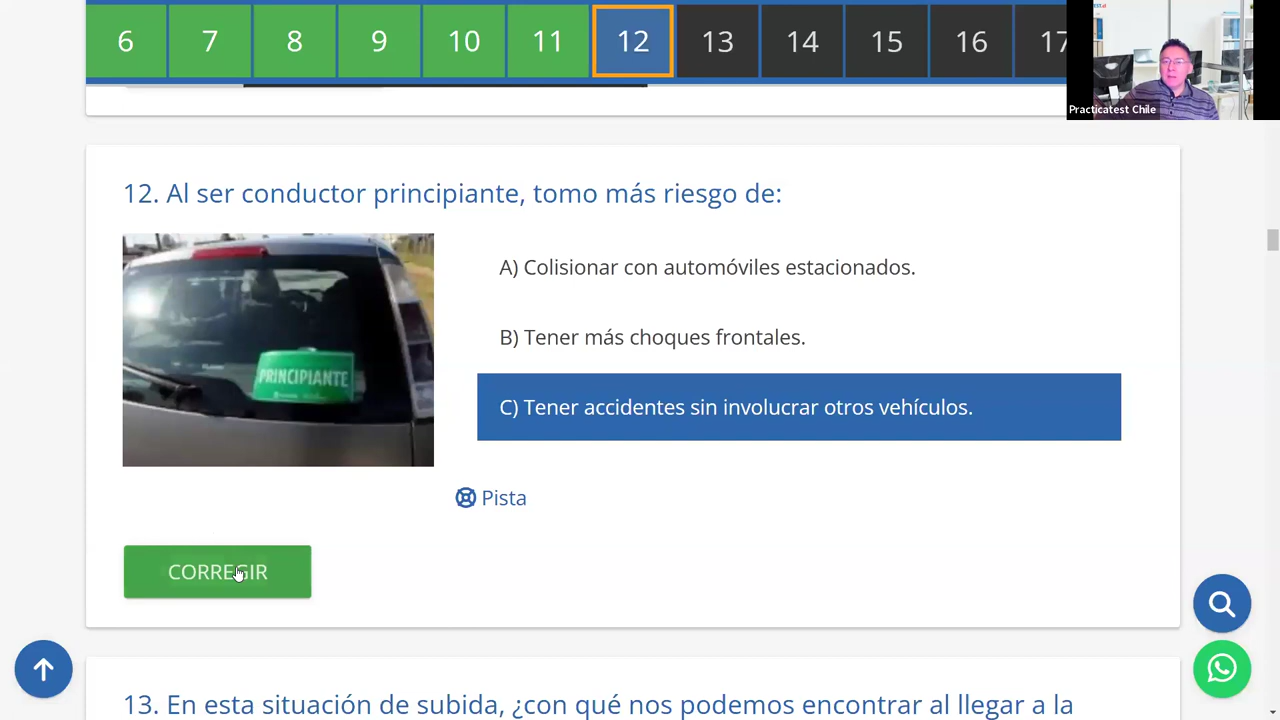 6 7 8 9 10 11 12 13 14 15 16 17
Practicatest Chile
12. Al ser conductor principiante, tomo más riesgo de:
PRINCIPIANTE
A) Colisionar con automóviles estacionados.
B) Tener más choques frontales.
C) Tener accidentes sin involucrar otros vehículos.
Pista
CORREGIR
13. En esta situación de subida, ¿con qué nos podemos encontrar al llegar a la